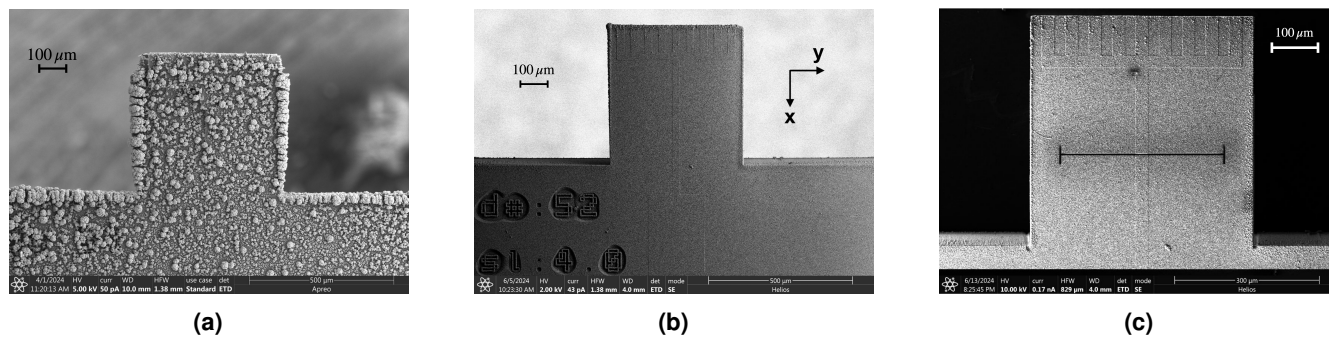 100 μm
4/1/2024 HV curr WD HFW use case det 500 μm
11:20:13 AM 5.00 kV 50 pA 10.0 mm 1.38 mm Standard ETD Apreo
(a)
100 μm
y
x
6/5/2024 HV curr HFW WD det mode 500 μm
10:23:30 AM 2.00 kV 43 pA 1.38 mm 4.0 mm ETD SE Helios
(b)
100 μm
6/13/2024 HV curr HFW WD det mode 300 μm
8:25:45 PM 10.00 kV 0.17 nA 829 μm 4.0 mm ETD SE Helios
(c)